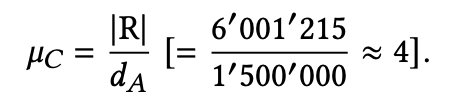 μ_C = |R| / d_A [= 6′001′215 / 1′500′000 ≈ 4].